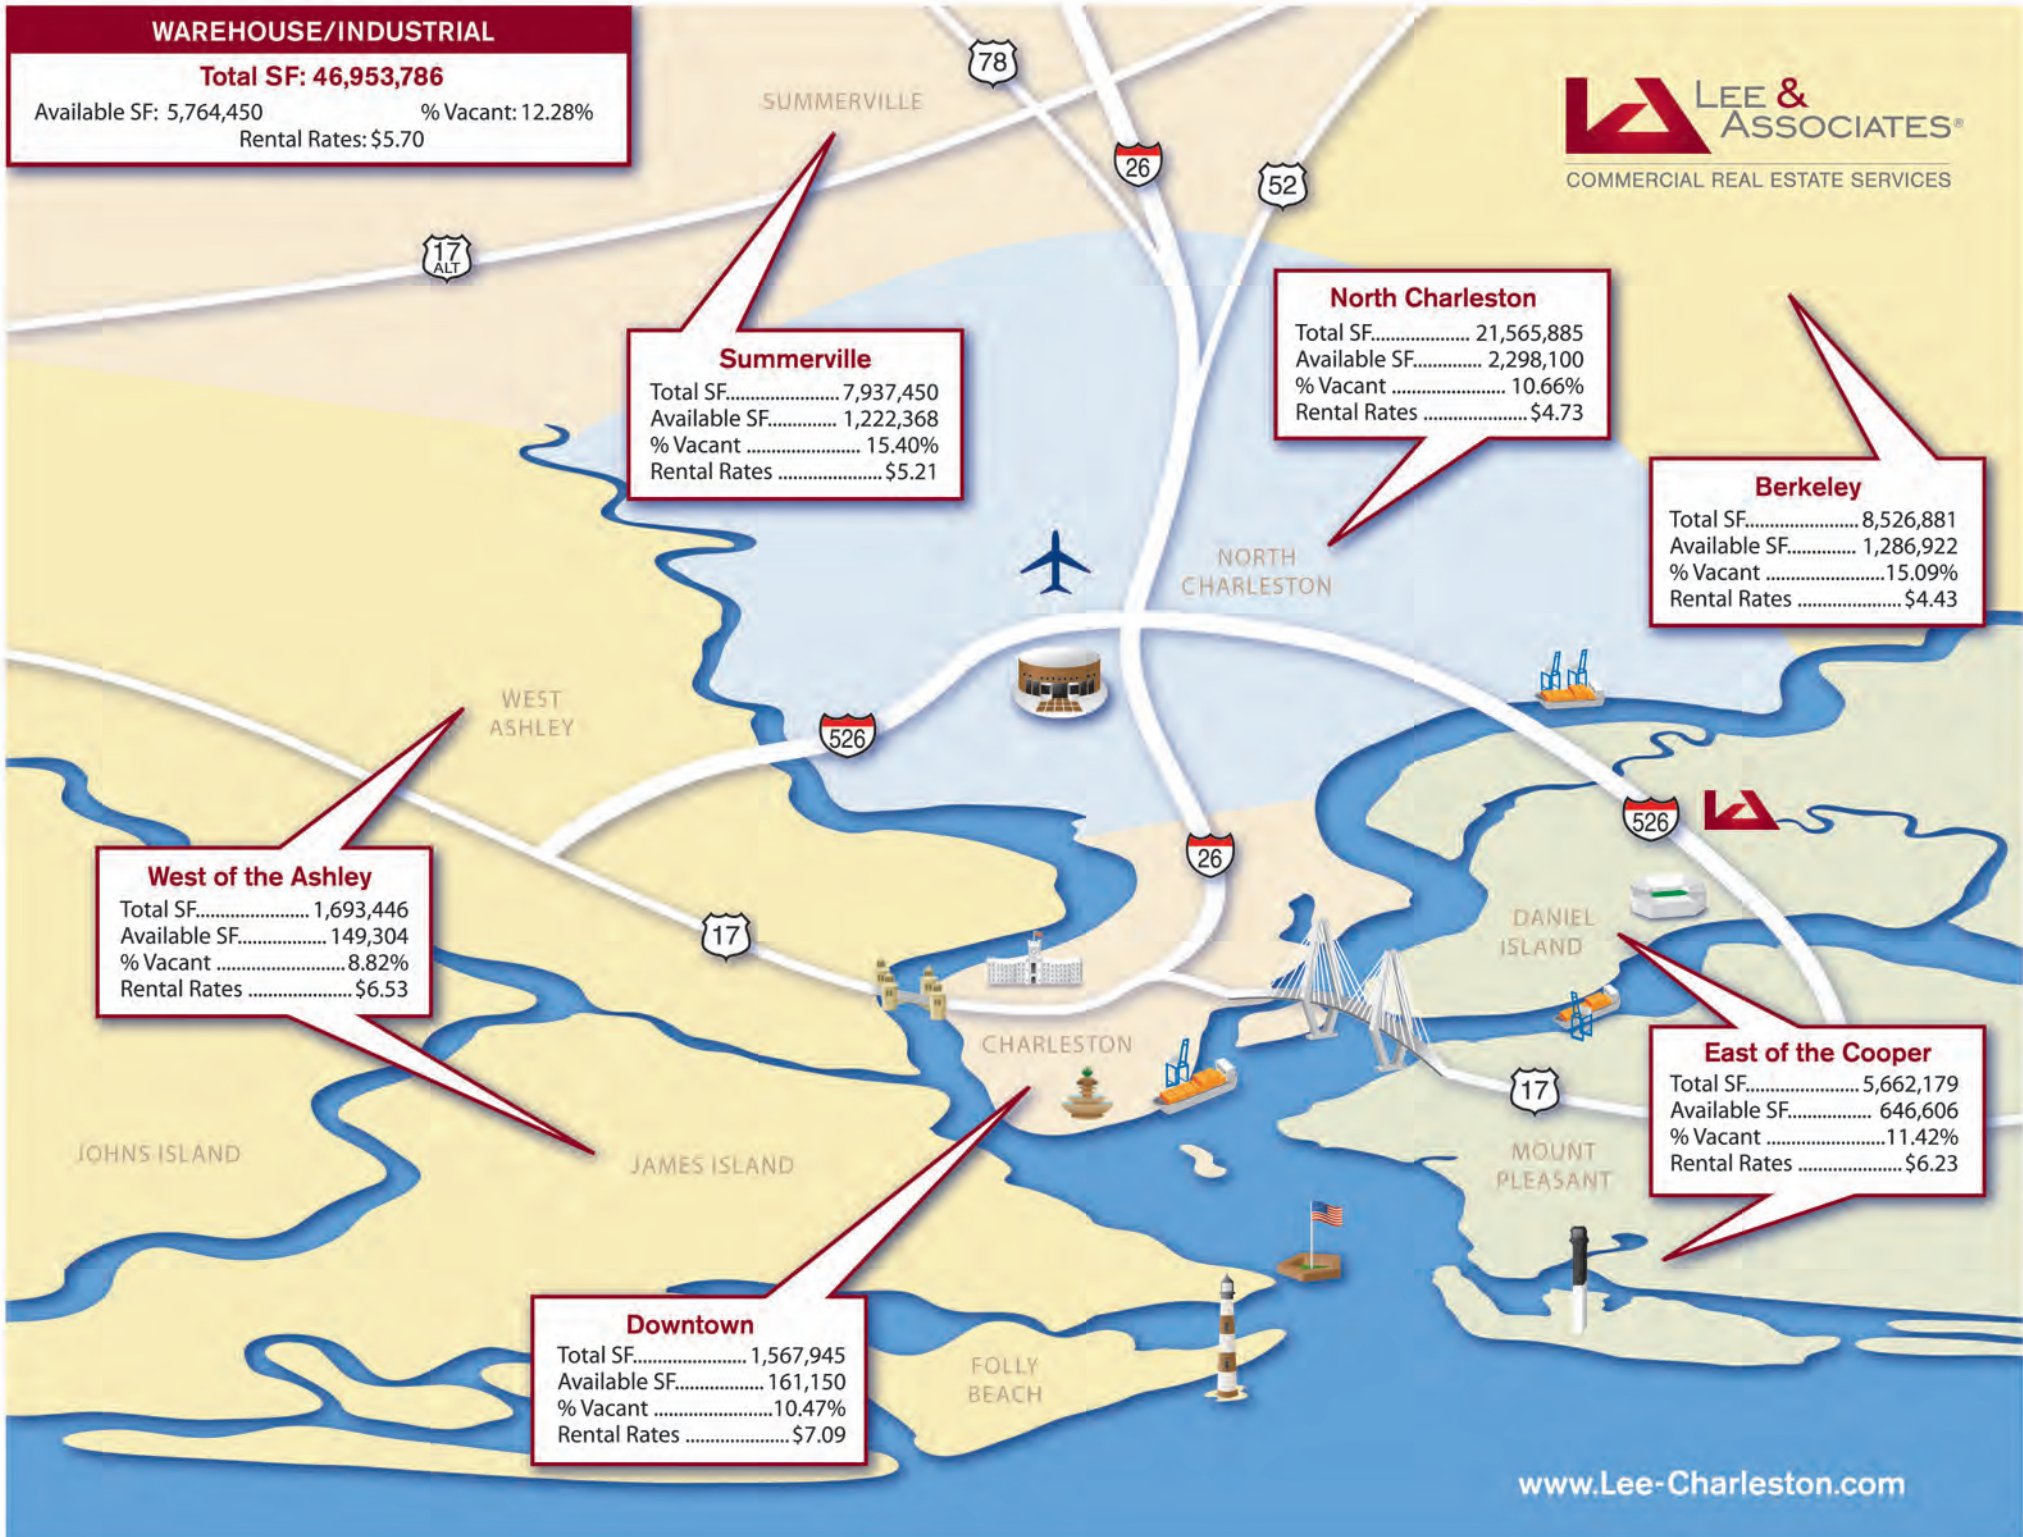 WAREHOUSE/INDUSTRIAL
Total SF: 46,953,786
Available SF: 5,764,450 % Vacant: 12.28%
Rental Rates: $5.70
SUMMERVILLE
78
26
52
17
ALT
LEE &
ASSOCIATES®
COMMERCIAL REAL ESTATE SERVICES
Summerville
Total SF............................ 7,937,450
Available SF.............. 1,222,368
% Vacant ...................... 15.40%
Rental Rates ..................... $5.21
North Charleston
Total SF.................... 21,565,885
Available SF.............. 2,298,100
% Vacant ...................... 10.66%
Rental Rates ..................... $4.73
Berkeley
Total SF....................... 8,526,881
Available SF.............. 1,286,922
% Vacant ........................15.09%
Rental Rates ..................... $4.43
NORTH
CHARLESTON
WEST
ASHLEY
526
526
26
West of the Ashley
Total SF....................... 1,693,446
Available SF.................. 149,304
% Vacant ..........................8.82%
Rental Rates ..................... $6.53
17
DANIEL
ISLAND
CHARLESTON
17
East of the Cooper
Total SF....................... 5,662,179
Available SF................. 646,606
% Vacant ........................11.42%
Rental Rates ..................... $6.23
JOHNS ISLAND
JAMES ISLAND
MOUNT
PLEASANT
Downtown
Total SF....................... 1,567,945
Available SF.................. 161,150
% Vacant ........................10.47%
Rental Rates ..................... $7.09
FOLLY
BEACH
www.Lee-Charleston.com